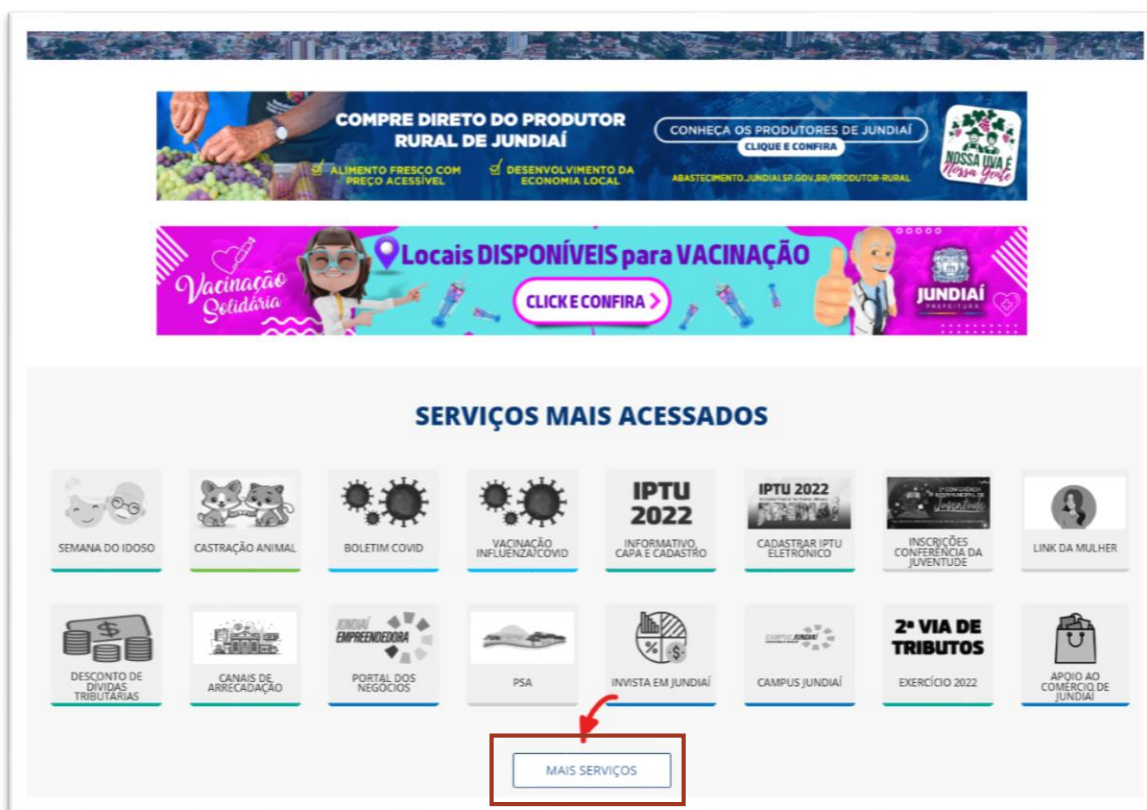 COMPRE DIRETO DO PRODUTOR
RURAL DE JUNDIAÍ
ALIMENTO FRESCO COM
PREÇO ACESSÍVEL
DESENVOLVIMENTO DA
ECONOMIA LOCAL
CONHEÇA OS PRODUTORES DE JUNDIAÍ
CLIQUE E CONFIRA
ABASTECIMENTO.JUNDIAI.SP.GOV.BR/PRODUTOR-RURAL
NOSSA UVA É
Nossa Gente
Vacinação
Solidária
Locais DISPONÍVEIS para VACINAÇÃO
CLICK E CONFIRA
JUNDIAÍ
PREFEITURA
SERVIÇOS MAIS ACESSADOS
SEMANA DO IDOSO
CASTRAÇÃO ANIMAL
BOLETIM COVID
VACINAÇÃO
INFLUENZA/COVID
IPTU
2022
INFORMATIVO,
CAPA E CADASTRO
IPTU 2022
CADASTRAR IPTU
ELETRÔNICO
Juventude
INSCRIÇÕES
CONFERÊNCIA DA
JUVENTUDE
LINK DA MULHER
DESCONTO DE
DÍVIDAS
TRIBUTÁRIAS
CANAIS DE
ARRECADAÇÃO
JUNDIAÍ
EMPREENDEDORA
PORTAL DOS
NEGÓCIOS
PSA
INVISTA EM JUNDIAÍ
CAMPUS JUNDIAÍ
CAMPUS JUNDIAÍ
2ª VIA DE
TRIBUTOS
EXERCÍCIO 2022
APOIO AO
COMÉRCIO DE
JUNDIAÍ
MAIS SERVIÇOS